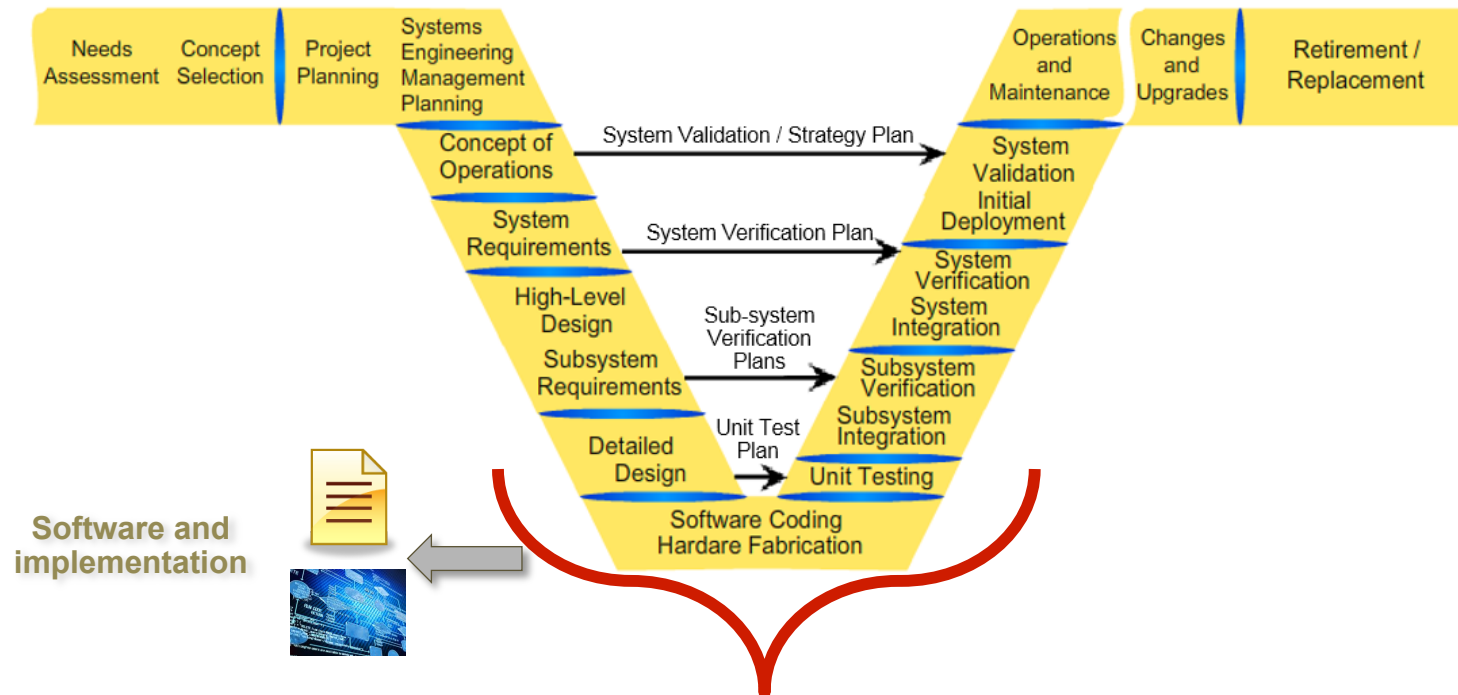 Needs
Assessment
Concept
Selection
Project
Planning
Systems
Engineering
Management
Planning
Operations
and
Maintenance
Changes
and
Upgrades
Retirement /
Replacement
Concept of
Operations
System Validation / Strategy Plan
System
Validation
Initial
Deployment
System
Requirements
System Verification Plan
System
Verification
System
Integration
High-Level
Design
Subsystem
Requirements
Sub-system
Verification
Plans
Subsystem
Verification
Subsystem
Integration
Detailed
Design
Unit Test
Plan
Unit Testing
Software Coding
Hardare Fabrication
Software and
implementation